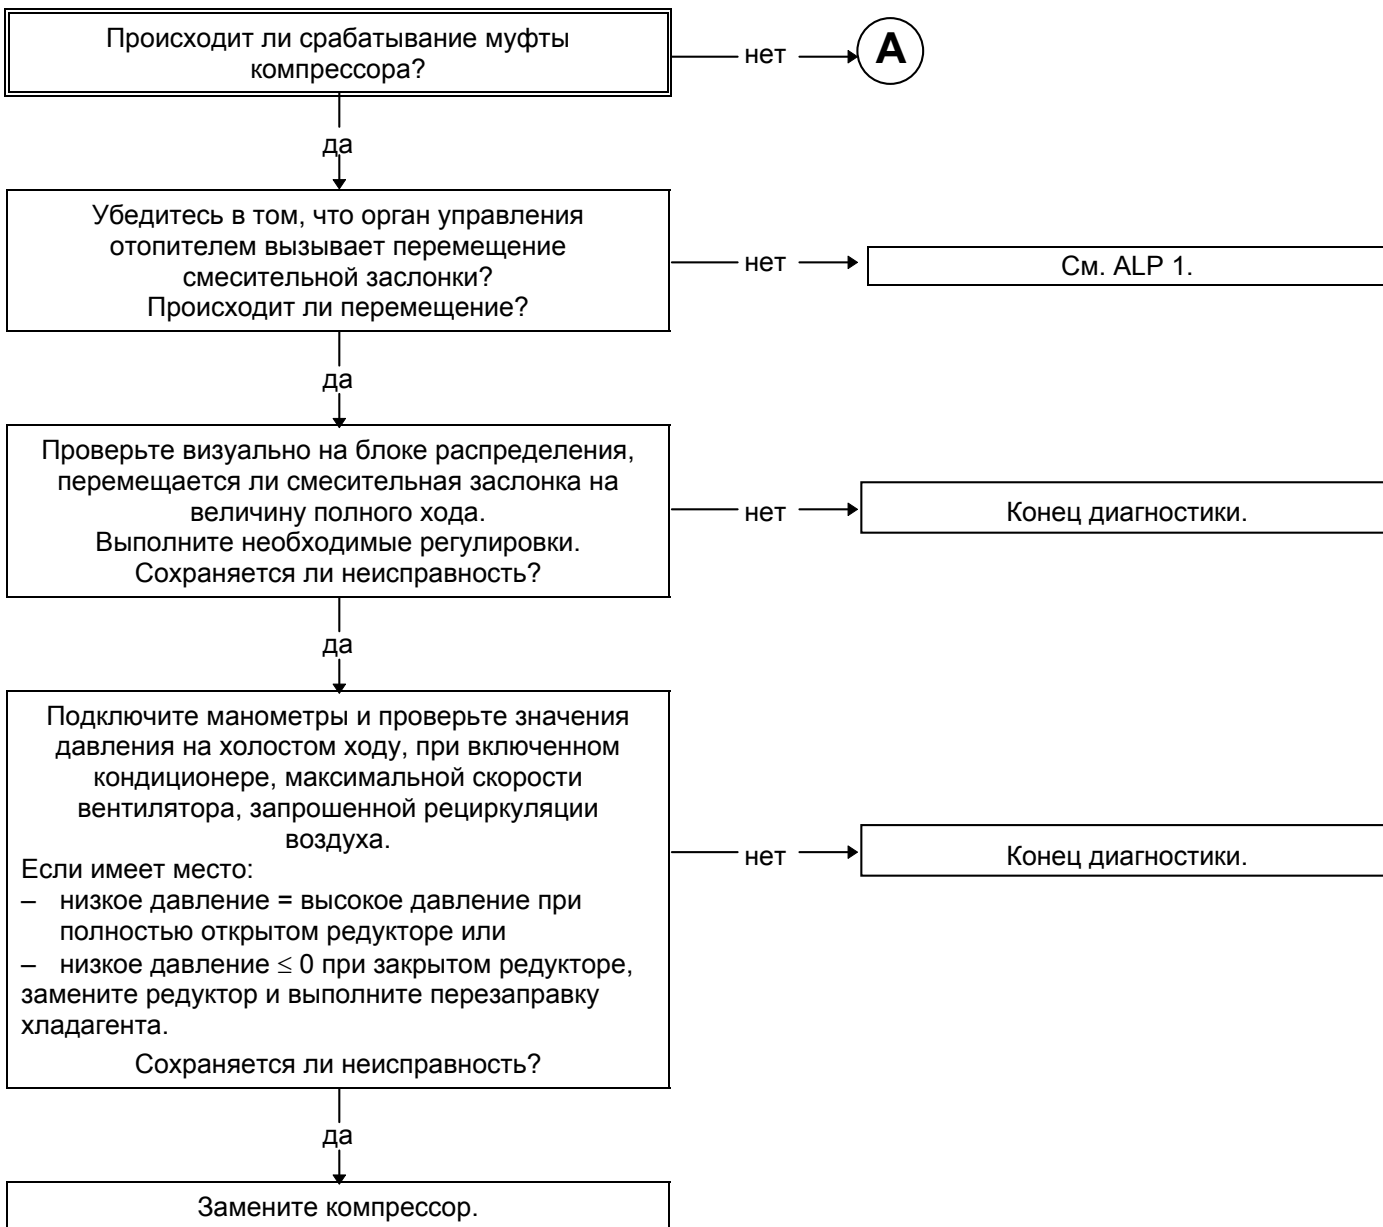 Происходит ли срабатывание муфты
компрессора?
нет
A
да
Убедитесь в том, что орган управления
отопителем вызывает перемещение
смесительной заслонки?
Происходит ли перемещение?
нет
См. ALP 1.
да
Проверьте визуально на блоке распределения,
перемещается ли смесительная заслонка на
величину полного хода.
Выполните необходимые регулировки.
Сохраняется ли неисправность?
нет
Конец диагностики.
да
Подключите манометры и проверьте значения
давления на холостом ходу, при включенном
кондиционере, максимальной скорости
вентилятора, запрошенной рециркуляции
воздуха.
Если имеет место:
– низкое давление = высокое давление при
полностью открытом редукторе или
– низкое давление ≤ 0 при закрытом редукторе,
замените редуктор и выполните перезаправку
хладагента.
Сохраняется ли неисправность?
нет
Конец диагностики.
да
Замените компрессор.